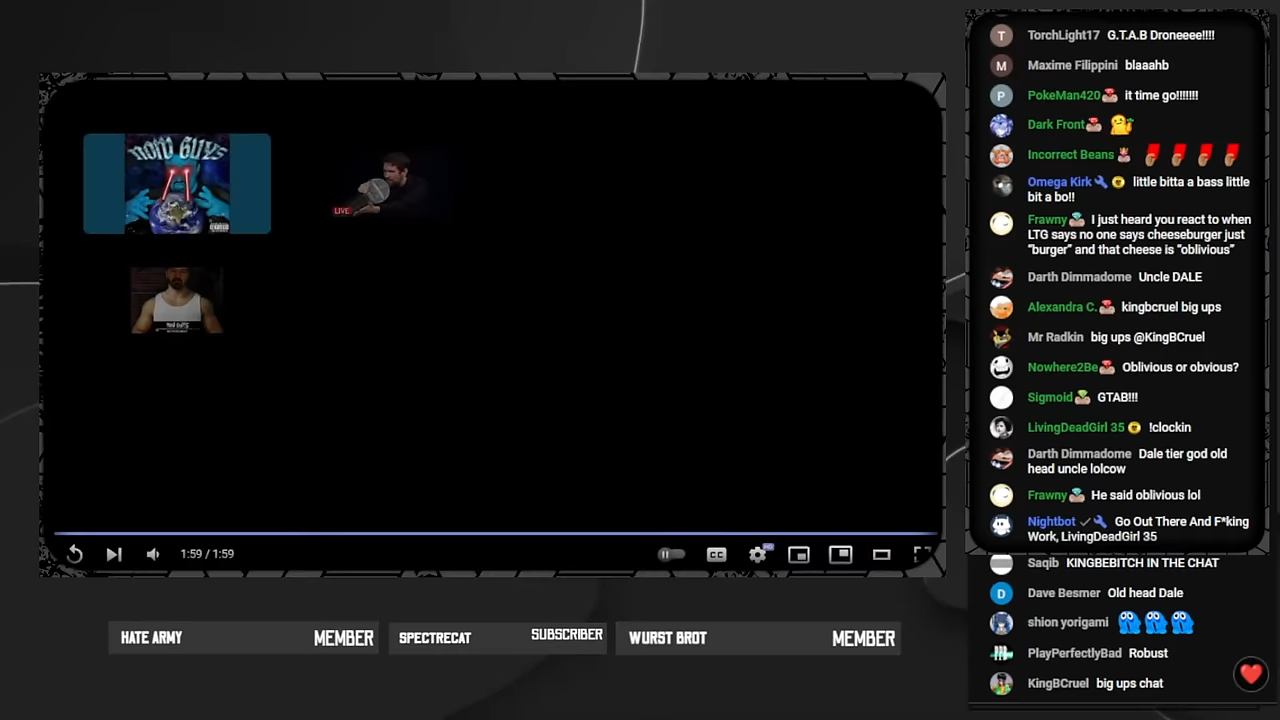 NOW GUYS
LIVE
1:59 / 1:59
CC
HD
HATE ARMY
MEMBER
SPECTRECAT
SUBSCRIBER
WURST BROT
MEMBER
TorchLight17 G.T.A.B Droneeee!!!!
Maxime Filippini blaaahb
PokeMan420 it time go!!!!!!!
Dark Front
Incorrect Beans
Omega Kirk little bitta a bass little
bit a bo!!
Frawny I just heard you react to when
LTG says no one says cheeseburger just
“burger” and that cheese is “oblivious”
Darth Dimmadome Uncle DALE
Alexandra C. kingbcruel big ups
Mr Radkin big ups @KingBCruel
Nowhere2Be Oblivious or obvious?
Sigmoid GTAB!!!
LivingDeadGirl 35 !clockin
Darth Dimmadome Dale tier god old
head uncle lolcow
Frawny He said oblivious lol
Nightbot Go Out There And F*king
Work, LivingDeadGirl 35
Saqib KINGBEBITCH IN THE CHAT
Dave Besmer Old head Dale
shion yorigami
PlayPerfectlyBad Robust
KingBCruel big ups chat